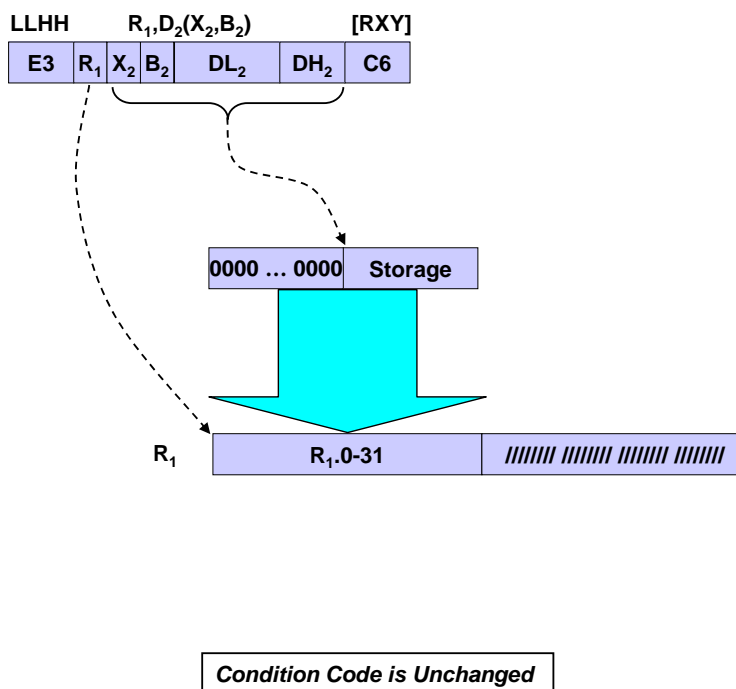 LLHH R₁,D₂(X₂,B₂) [RXY]
E3 R₁ X₂ B₂ DL₂ DH₂ C6
0000 … 0000 Storage
R₁ R₁.0-31 //////// //////// //////// ////////
Condition Code is Unchanged